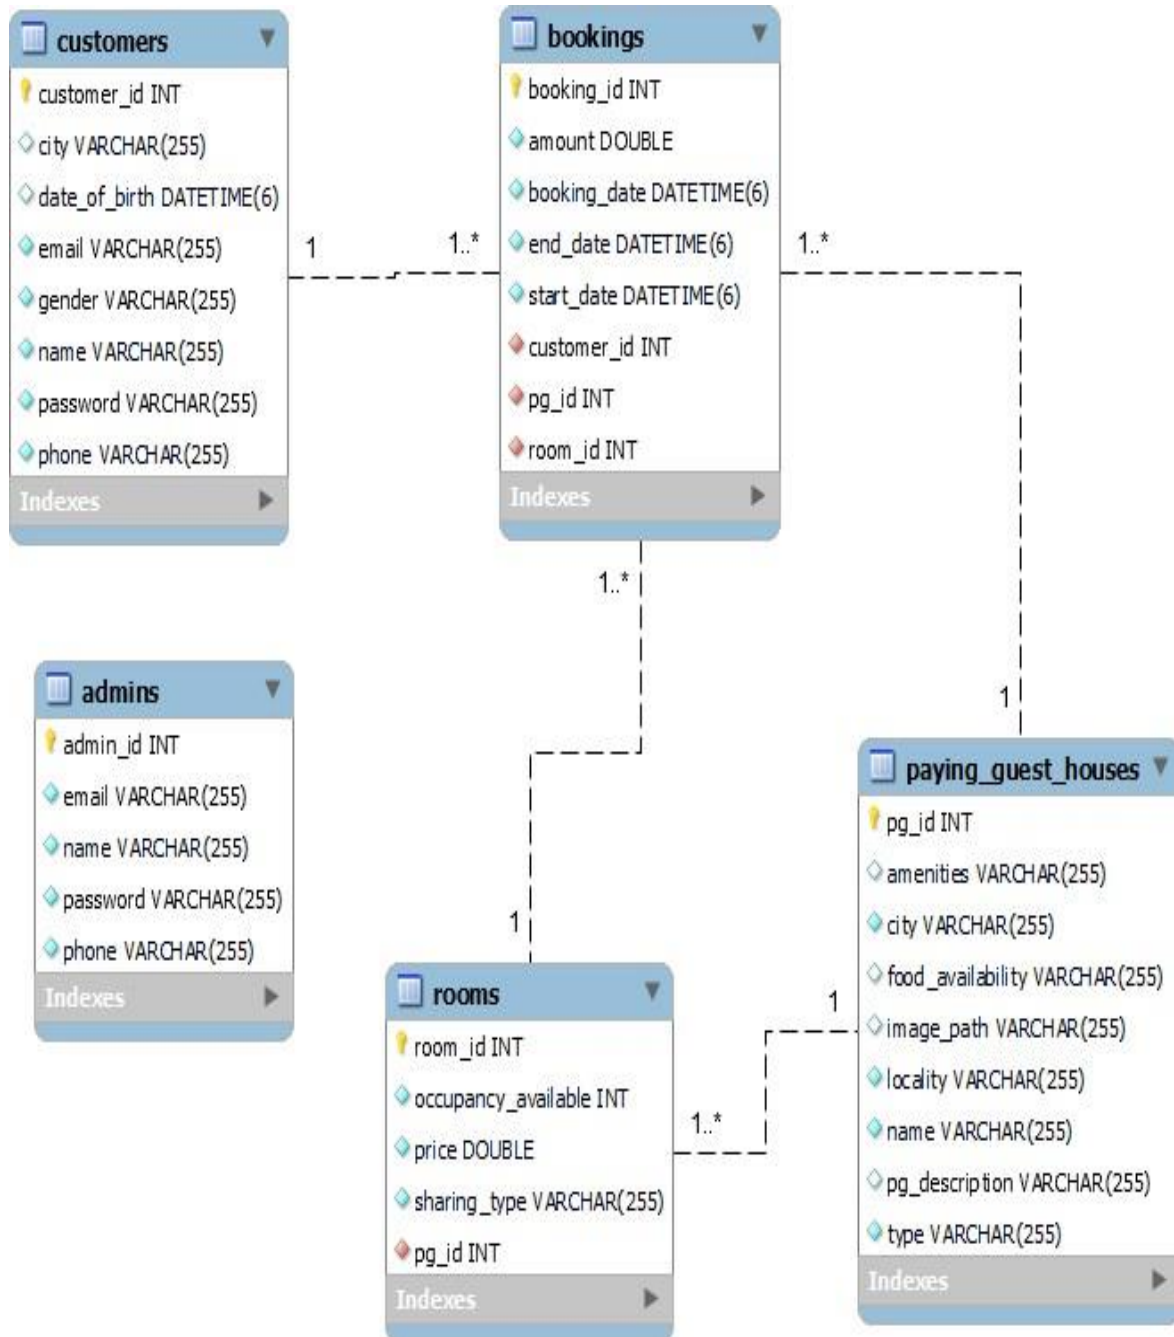 customers
customer_id INT
city VARCHAR(255)
date_of_birth DATETIME(6)
email VARCHAR(255)
gender VARCHAR(255)
name VARCHAR(255)
password VARCHAR(255)
phone VARCHAR(255)
Indexes
1
1..*
bookings
booking_id INT
amount DOUBLE
booking_date DATETIME(6)
end_date DATETIME(6)
start_date DATETIME(6)
customer_id INT
pg_id INT
room_id INT
Indexes
1..*
1..*
1
1
admins
admin_id INT
email VARCHAR(255)
name VARCHAR(255)
password VARCHAR(255)
phone VARCHAR(255)
Indexes
rooms
room_id INT
occupancy_available INT
price DOUBLE
sharing_type VARCHAR(255)
pg_id INT
Indexes
1..*
1
paying_guest_houses
pg_id INT
amenities VARCHAR(255)
city VARCHAR(255)
food_availability VARCHAR(255)
image_path VARCHAR(255)
locality VARCHAR(255)
name VARCHAR(255)
pg_description VARCHAR(255)
type VARCHAR(255)
Indexes